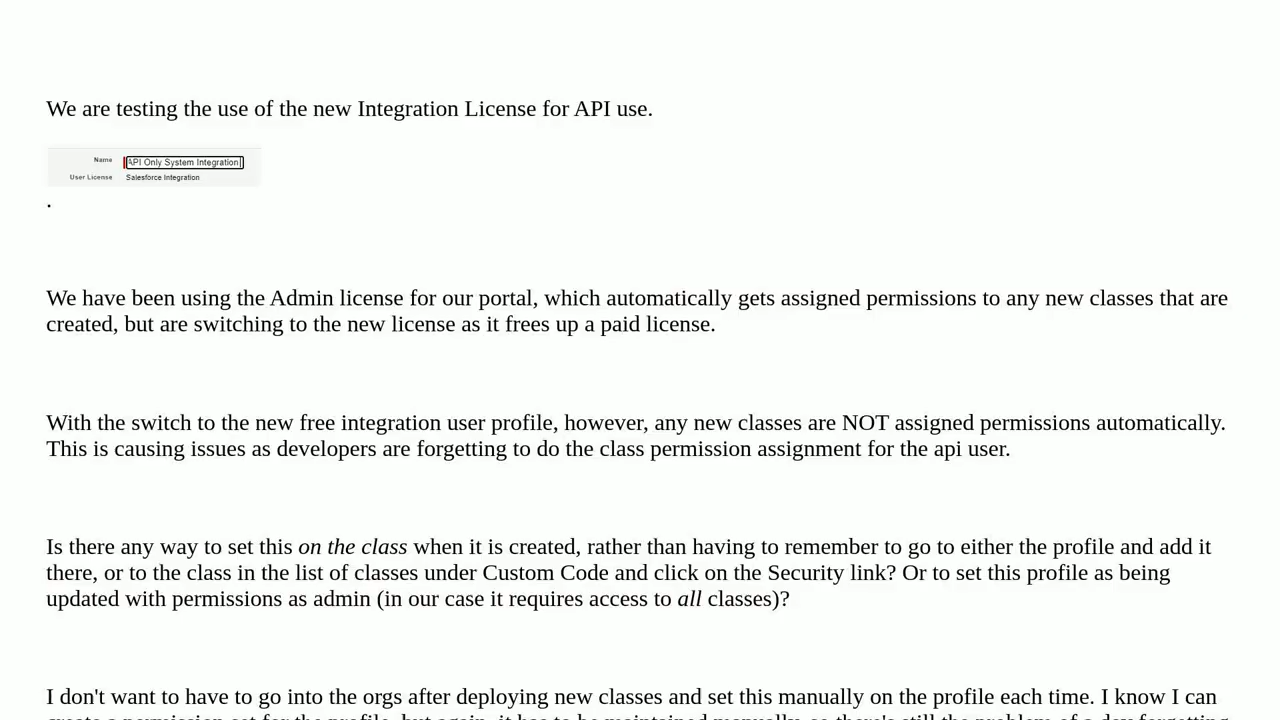 We are testing the use of the new Integration License for API use.
Name API Only System Integration
User License Salesforce Integration
.
We have been using the Admin license for our portal, which automatically gets assigned permissions to any new classes that are
created, but are switching to the new license as it frees up a paid license.
With the switch to the new free integration user profile, however, any new classes are NOT assigned permissions automatically.
This is causing issues as developers are forgetting to do the class permission assignment for the api user.
Is there any way to set this on the class when it is created, rather than having to remember to go to either the profile and add it
there, or to the class in the list of classes under Custom Code and click on the Security link? Or to set this profile as being
updated with permissions as admin (in our case it requires access to all classes)?
I don't want to have to go into the orgs after deploying new classes and set this manually on the profile each time. I know I can